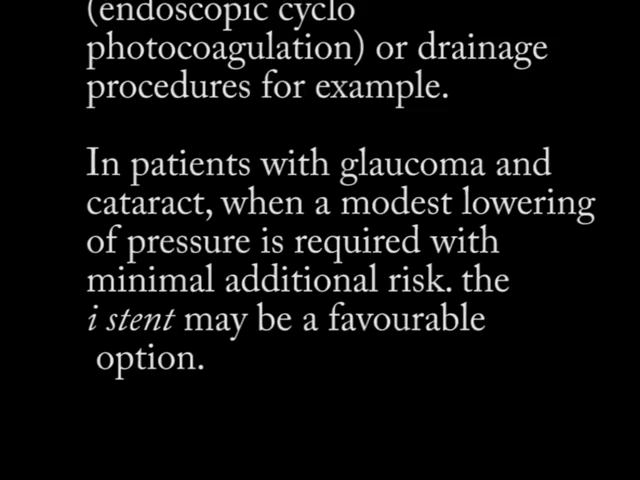 (endoscopic cyclo
photocoagulation) or drainage
procedures for example.
In patients with glaucoma and
cataract, when a modest lowering
of pressure is required with
minimal additional risk. the
i stent may be a favourable
option.